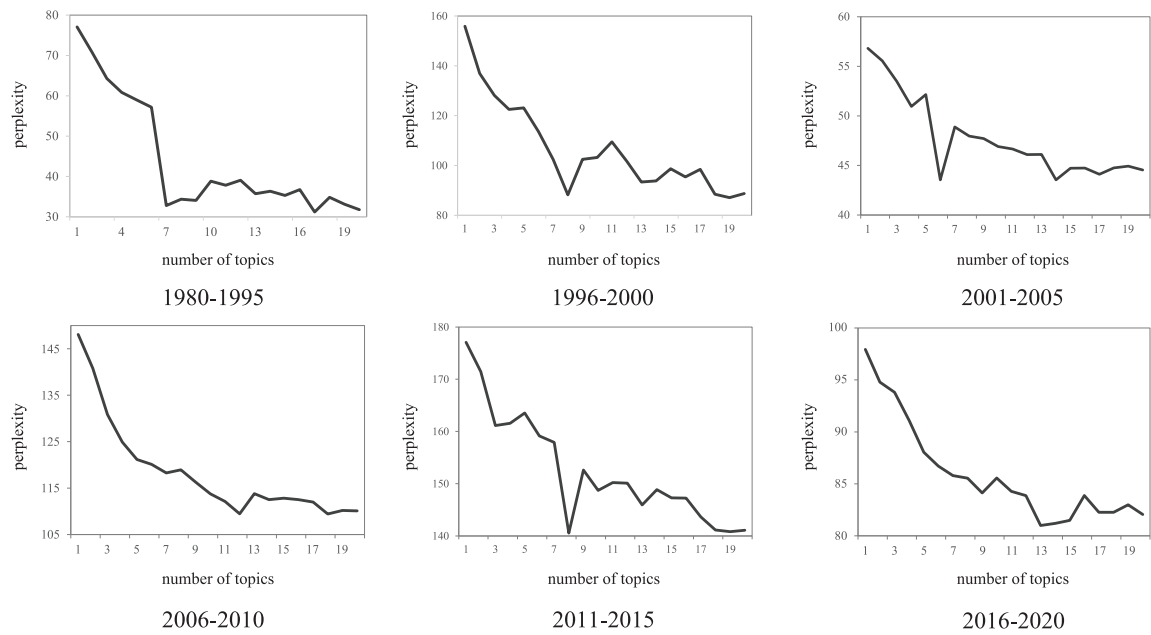 80
70
60
50
40
30
perplexity
1 4 7 10 13 16 19
number of topics
1980-1995
160
140
120
100
80
perplexity
1 3 5 7 9 11 13 15 17 19
number of topics
1996-2000
60
55
50
45
40
perplexity
1 3 5 7 9 11 13 15 17 19
number of topics
2001-2005
145
135
125
115
105
perplexity
1 3 5 7 9 11 13 15 17 19
number of topics
2006-2010
180
170
160
150
140
perplexity
1 3 5 7 9 11 13 15 17 19
number of topics
2011-2015
100
95
90
85
80
perplexity
1 3 5 7 9 11 13 15 17 19
number of topics
2016-2020